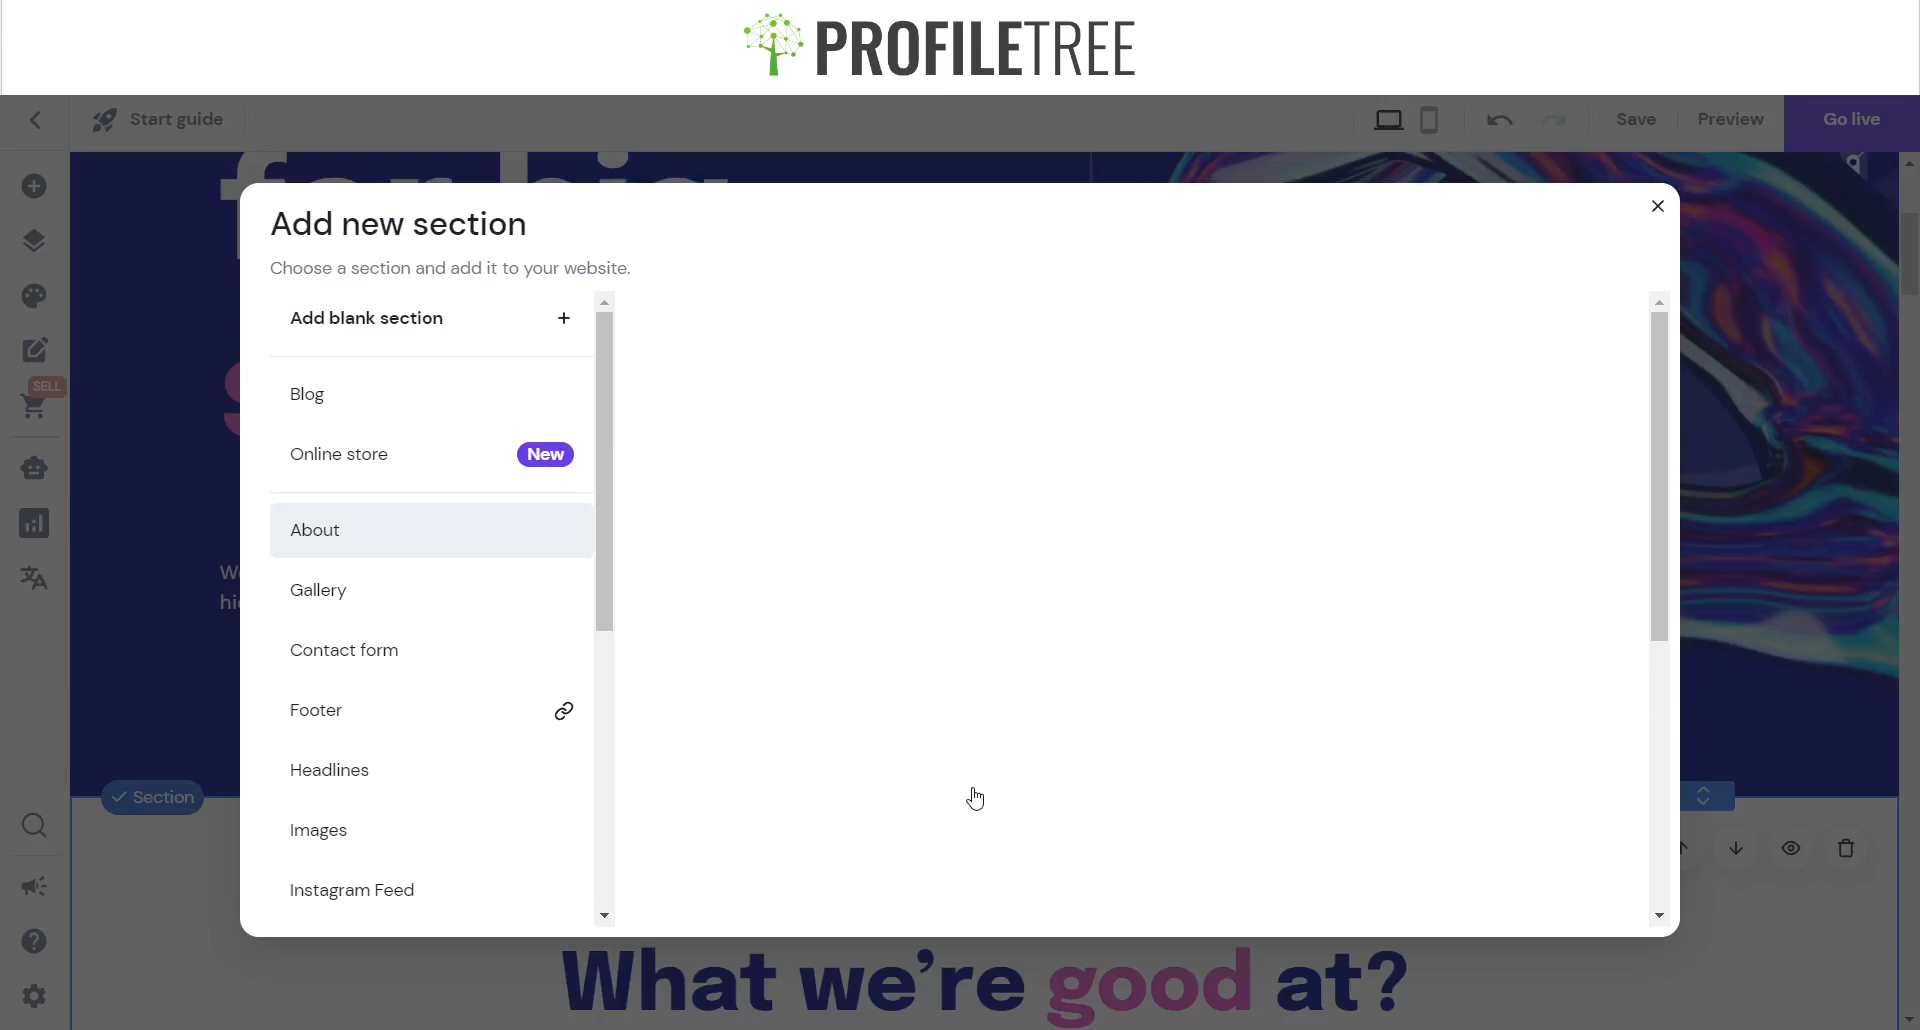 PROFILETREE
Start guide
Save
Preview
Go live
Add new section
Choose a section and add it to your website.
Add blank section
Blog
SELL
Online store
New
About
Gallery
Contact form
Footer
Headlines
Section
Images
Instagram Feed
What we're good at?